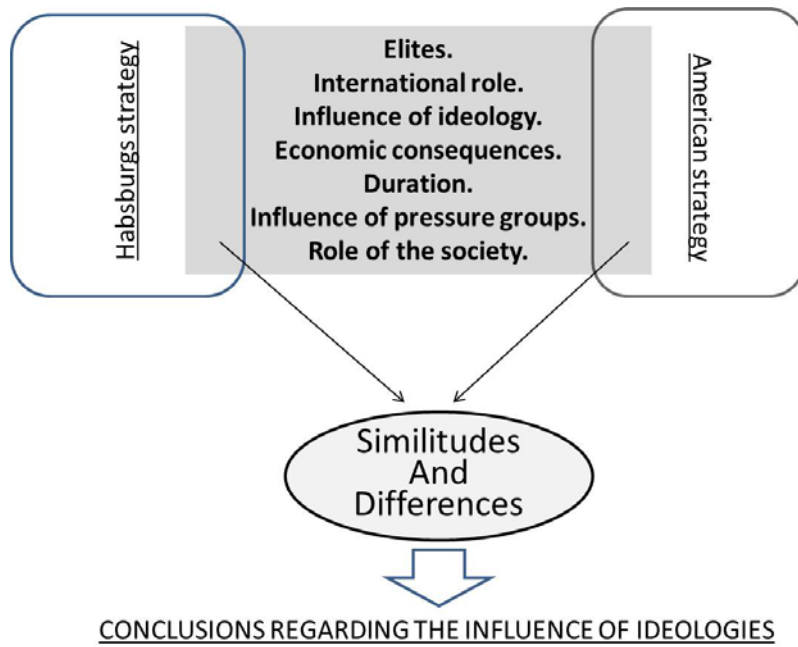 Habsburgs strategy
Elites.
International role.
Influence of ideology.
Economic consequences.
Duration.
Influence of pressure groups.
Role of the society.
American strategy
Similitudes
And
Differences
CONCLUSIONS REGARDING THE INFLUENCE OF IDEOLOGIES